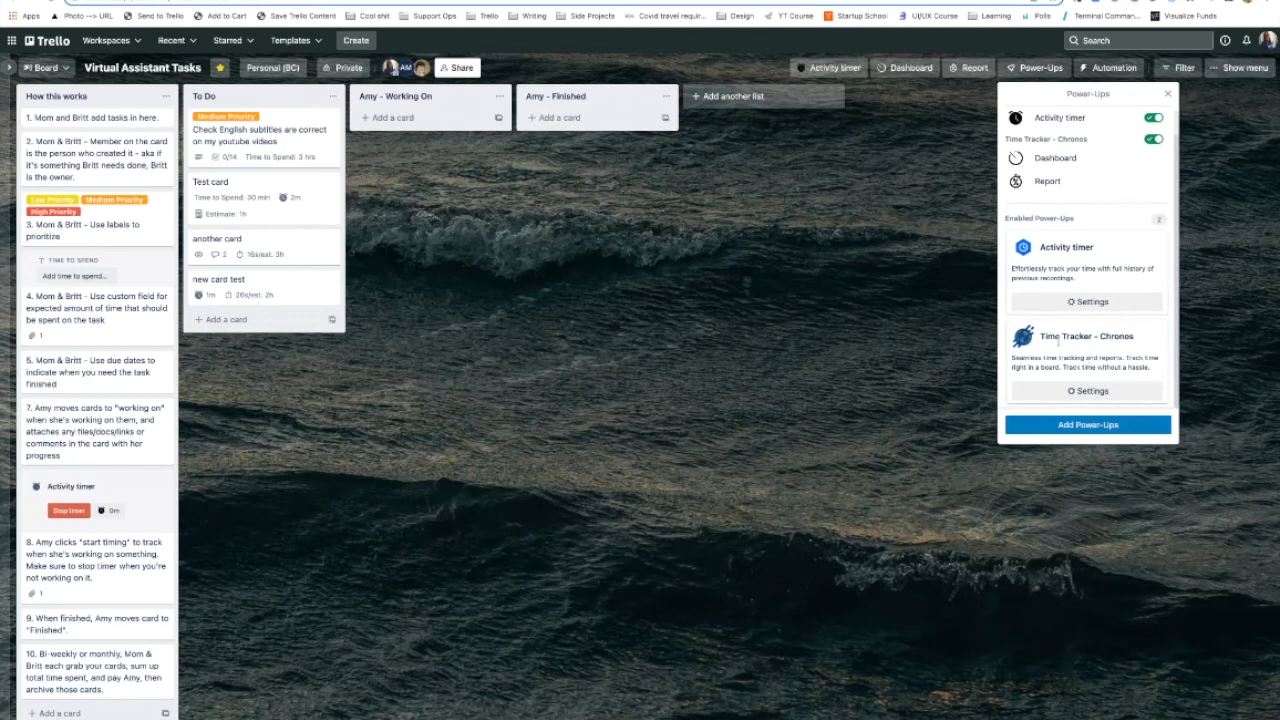 Apps
Photo --> URL
Send to Trello
Add to Cart
Save Trello Content
Cool shit
Support Ops
Trello
Writing
Side Projects
Covid travel requir...
Design
YT Course
Startup School
UI/UX Course
Learning
Polls
Terminal Comman...
Visualize Funds
Trello
Workspaces
Recent
Starred
Templates
Create
Search
Board
Virtual Assistant Tasks
Personal (BC)
Private
AM
Share
Activity timer
Dashboard
Report
Power-Ups
Automation
Filter
Show menu
How this works
1. Mom and Britt add tasks in here.
2. Mom & Britt - Member on the card
is the person who created it - aka if
it's something Britt needs done, Britt
is the owner.
Low Priority
Medium Priority
High Priority
3. Mom & Britt - Use labels to
prioritize
TIME TO SPEND
Add time to spend...
4. Mom & Britt - Use custom field for
expected amount of time that should
be spent on the task
1
5. Mom & Britt - Use due dates to
indicate when you need the task
finished
7. Amy moves cards to "working on"
when she's working on them, and
attaches any files/docs/links or
comments in the card with her
progress
Activity timer
Stop timer
0m
8. Amy clicks "start timing" to track
when she's working on something.
Make sure to stop timer when you're
not working on it.
1
9. When finished, Amy moves card to
"Finished".
10. Bi-weekly or monthly, Mom &
Britt each grab your cards, sum up
total time spent, and pay Amy, then
archive those cards.
+ Add a card
To Do
Medium Priority
Check English subtitles are correct
on my youtube videos
0/14
Time to Spend: 3 hrs
Test card
Time to Spend: 30 min
2m
Estimate: 1h
another card
2
16s/est. 3h
new card test
1m
26s/est. 2h
+ Add a card
Amy - Working On
+ Add a card
Amy - Finished
+ Add a card
+ Add another list
Power-Ups
Activity timer
Time Tracker - Chronos
Dashboard
Report
Enabled Power-Ups
2
Activity timer
Effortlessly track your time with full history of
previous recordings.
Settings
Time Tracker - Chronos
Seamless time tracking and reports. Track time
right in a board. Track time without a hassle.
Settings
Add Power-Ups